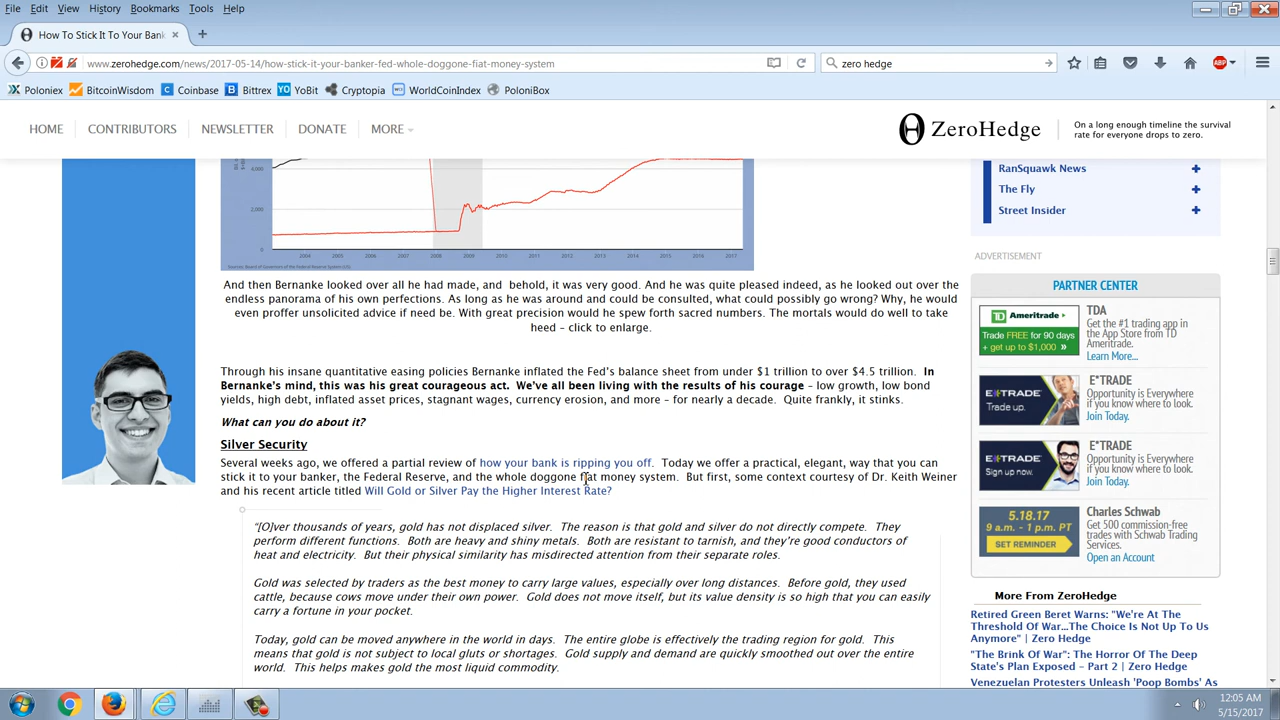 File Edit View History Bookmarks Tools Help
How To Stick It To Your Bank
www.zerohedge.com/news/2017-05-14/how-stick-it-your-banker-fed-whole-doggone-fiat-money-system
zero hedge
ABP
Poloniex BitcoinWisdom Coinbase Bittrex YoBit Cryptopia WorldCoinIndex PoloniBox
HOME CONTRIBUTORS NEWSLETTER DONATE MORE
ZeroHedge
On a long enough timeline the survival
rate for everyone drops to zero.
4,000
2,000
0
2004 2005 2006 2007 2008 2009 2010 2011 2012 2013 2014 2015 2016 2017
And then Bernanke looked over all he had made, and behold, it was very good. And he was quite pleased indeed, as he looked out over the
endless panorama of his own perfections. As long as he was around and could be consulted, what could possibly go wrong? Why, he would
even proffer unsolicited advice if need be. With great precision would he spew forth sacred numbers. The mortals would do well to take
heed – click to enlarge.
Through his insane quantitative easing policies Bernanke inflated the Fed's balance sheet from under $1 trillion to over $4.5 trillion. In
Bernanke's mind, this was his great courageous act. We've all been living with the results of his courage – low growth, low bond
yields, high debt, inflated asset prices, stagnant wages, currency erosion, and more – for nearly a decade. Quite frankly, it stinks.
What can you do about it?
Silver Security
Several weeks ago, we offered a partial review of how your bank is ripping you off. Today we offer a practical, elegant, way that you can
stick it to your banker, the Federal Reserve, and the whole doggone fiat money system. But first, some context courtesy of Dr. Keith Weiner
and his recent article titled Will Gold or Silver Pay the Higher Interest Rate?
"[O]ver thousands of years, gold has not displaced silver. The reason is that gold and silver do not directly compete. They
perform different functions. Both are heavy and shiny metals. Both are resistant to tarnish, and they're good conductors of
heat and electricity. But their physical similarity has misdirected attention from their separate roles.
Gold was selected by traders as the best money to carry large values, especially over long distances. Before gold, they used
cattle, because cows move under their own power. Gold does not move itself, but its value density is so high that you can easily
carry a fortune in your pocket.
Today, gold can be moved anywhere in the world in days. The entire globe is effectively the trading region for gold. This
means that gold is not subject to local gluts or shortages. Gold supply and demand are quickly smoothed out over the entire
world. This helps makes gold the most liquid commodity.
RanSquawk News
The Fly
Street Insider
ADVERTISEMENT
PARTNER CENTER
Ameritrade
Trade FREE for 90 days
+ get up to $1,000 »
TDA
Get the #1 trading app in
the App Store from TD
Ameritrade.
Learn More...
E*TRADE
Trade up.
E*TRADE
Opportunity is Everywhere
if you know where to look.
Join Today.
E*TRADE
Sign up now.
E*TRADE
Opportunity is Everywhere
if you know where to look.
Join Today.
5.18.17
9 a.m. – 1 p.m. PT
SET REMINDER
Charles Schwab
Get 500 commission-free
trades with Schwab Trading
Services.
Open an Account
More From ZeroHedge
Retired Green Beret Warns: "We're At The
Threshold Of War...The Choice Is Not Up To Us
Anymore" | Zero Hedge
"The Brink Of War": The Horror Of The Deep
State's Plan Exposed – Part 2 | Zero Hedge
Venezuelan Protesters Unleash 'Poop Bombs' As
12:05 AM
5/15/2017